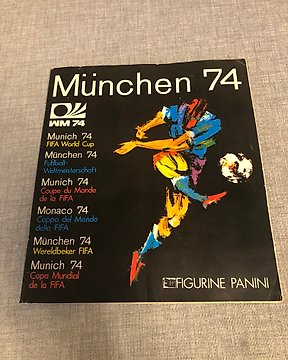 München 74
WM 74
Munich 74
FIFA World Cup
München 74
Fußball-
Weltmeisterschaft
Munich 74
Coupe du Monde
de la FIFA
Monaco 74
Coppa del Mondo
della FIFA
München 74
Wereldbeker FIFA
Munich 74
Copa Mundial
de la FIFA
FIGURINE PANINI